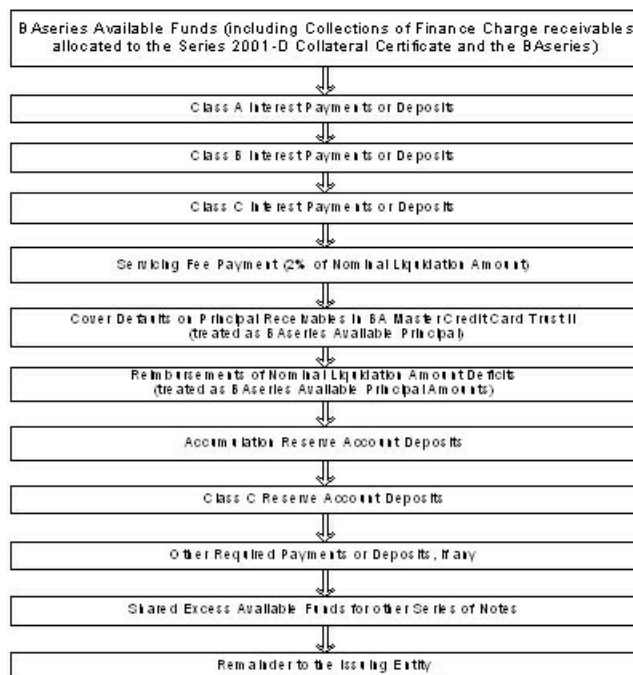 BAseries Available Funds (including Collections of Finance Charge receivables
allocated to the Series 2001-D Collateral Certificate and the BAseries)
Class A Interest Payments or Deposits
Class B Interest Payments or Deposits
Class C Interest Payments or Deposits
Servicing Fee Payment (2% of Nominal Liquidation Amount)
Cover Defaults on Principal Receivables in BA Master Credit Card Trust II
(treated as BAseries Available Principal)
Reimbursements of Nominal Liquidation Amount Deficits
(treated as BAseries Available Principal Amounts)
Accumulation Reserve Account Deposits
Class C Reserve Account Deposits
Other Required Payments or Deposits, if any
Shared Excess Available Funds for other Series of Notes
Remainder to the Issuing Entity